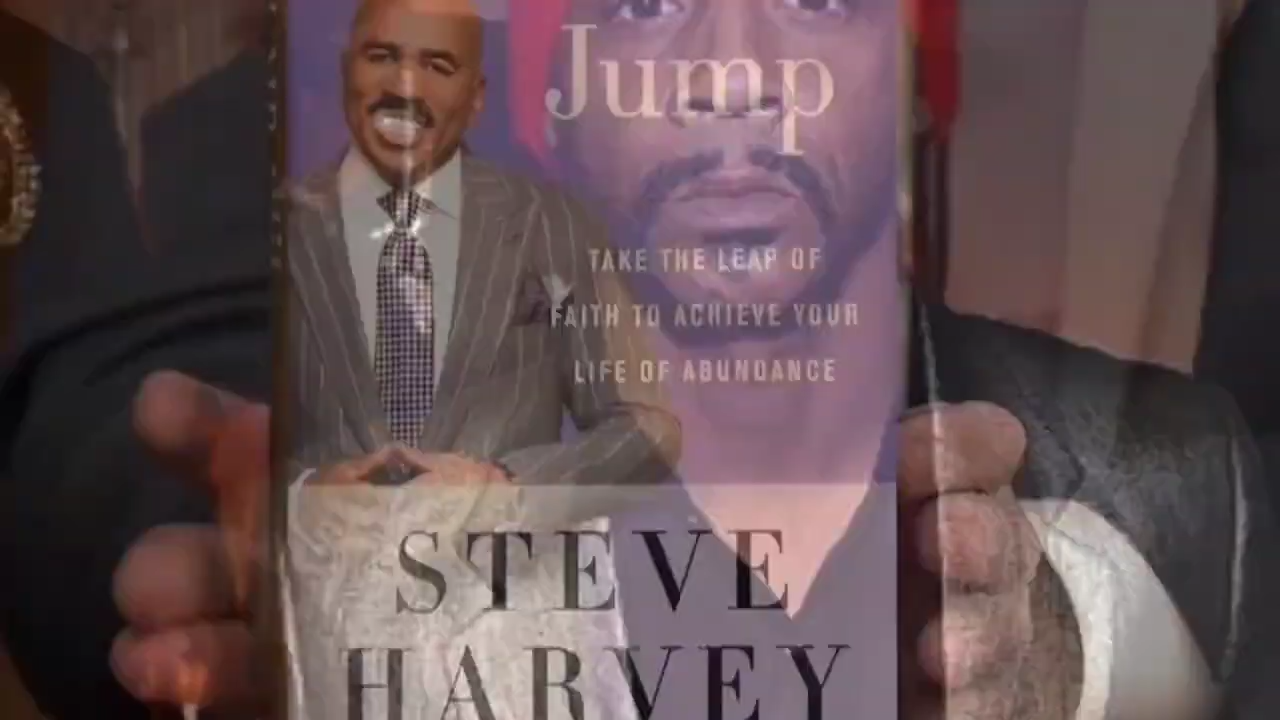 Jump
TAKE THE LEAP OF
FAITH TO ACHIEVE YOUR
LIFE OF ABUNDANCE
STEVE
HARVEY